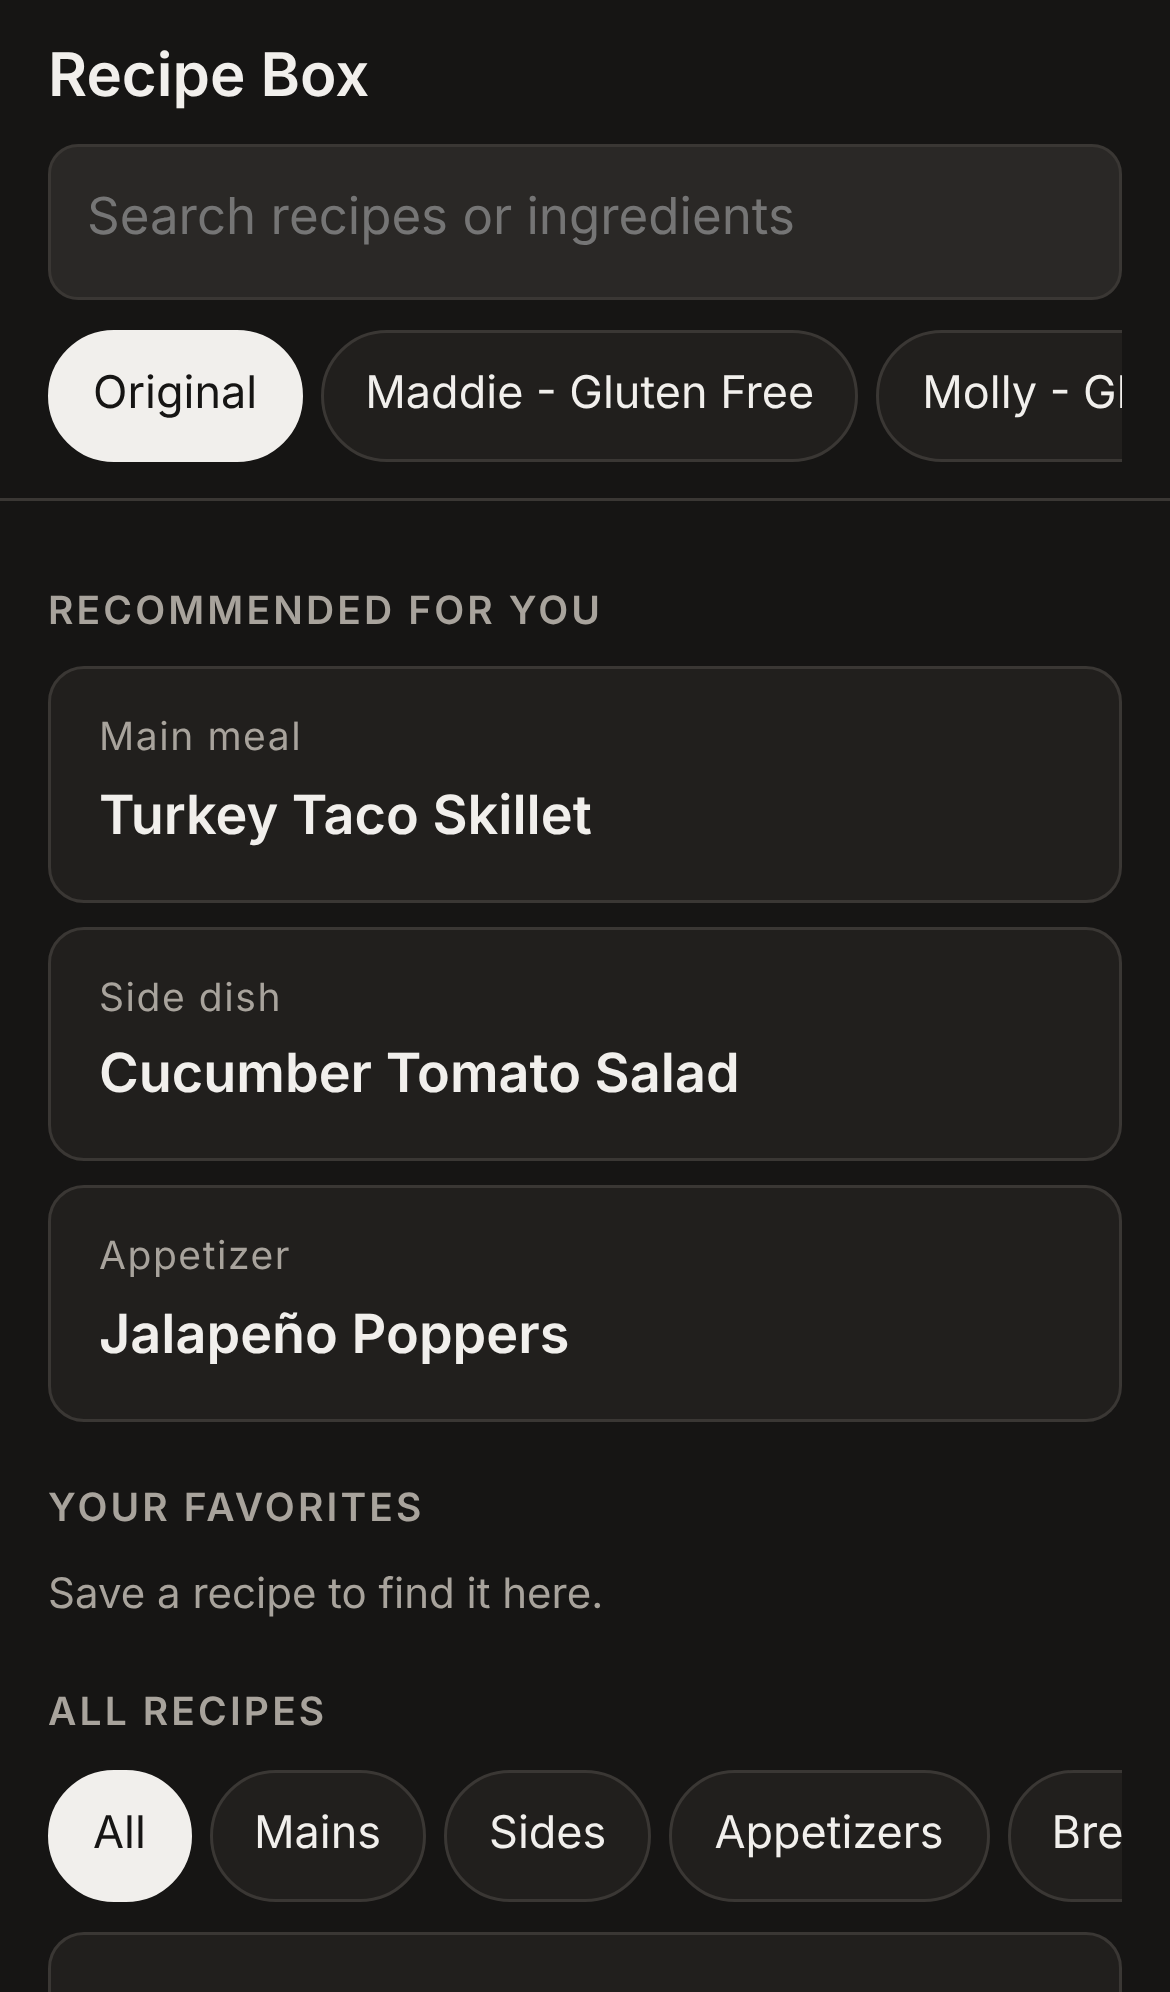 Recipe Box
Search recipes or ingredients
Original Maddie - Gluten Free Molly -
RECOMMENDED FOR YOU
Main meal
Turkey Taco Skillet
Side dish
Cucumber Tomato Salad
Appetizer
Jalapeño Poppers
YOUR FAVORITES
Save a recipe to find it here.
ALL RECIPES
All Mains Sides Appetizers Bre